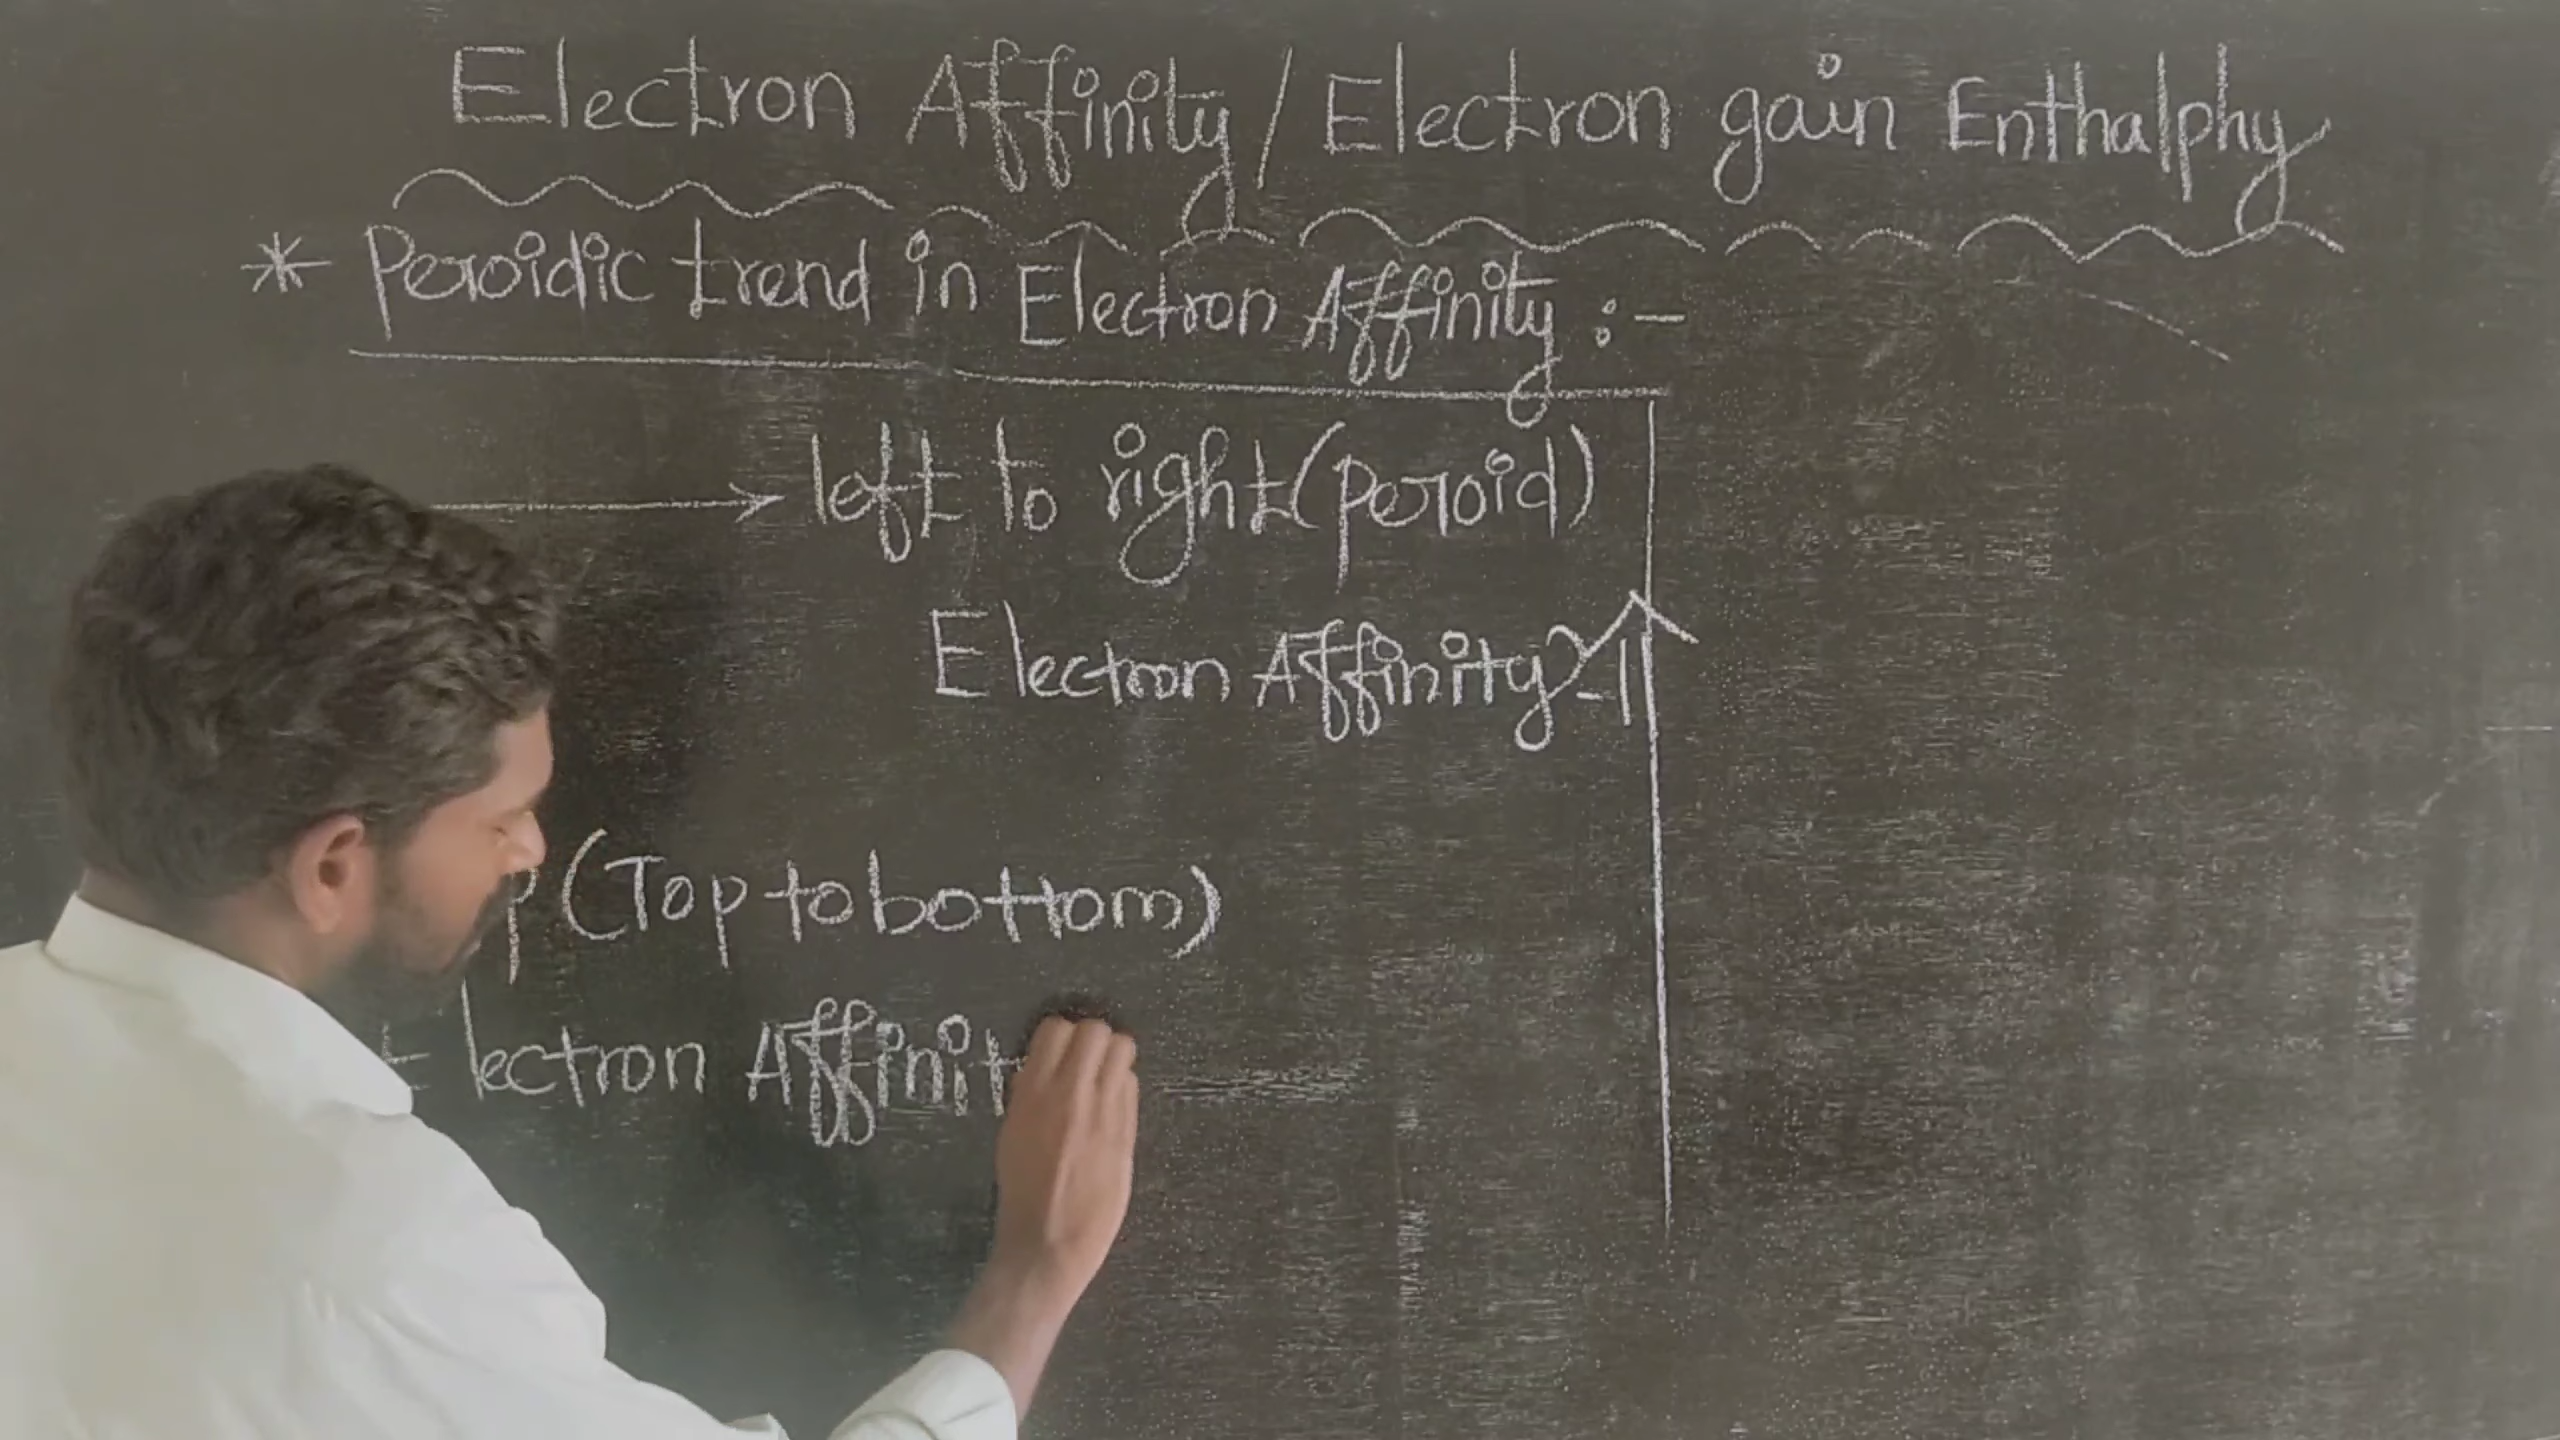 Electron Affinity / Electron gain Enthalphy
* Peroidic trend in Electron Affinity :-
left to right (peroid)
Electron Affinity
(Top to bottom)
Electron Affinit